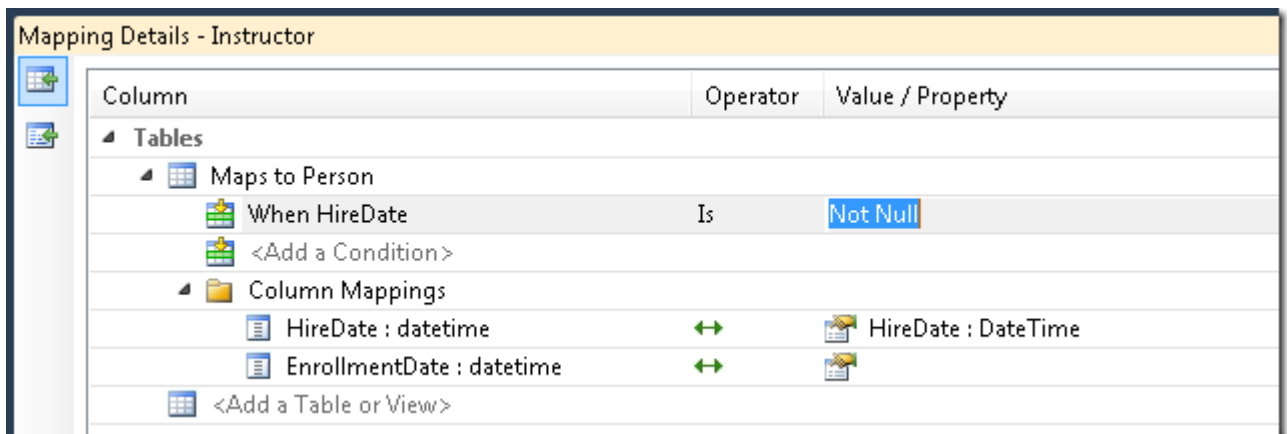 Mapping Details - Instructor
Column Operator Value / Property
Tables
Maps to Person
When HireDate Is Not Null
<Add a Condition>
Column Mappings
HireDate : datetime HireDate : DateTime
EnrollmentDate : datetime
<Add a Table or View>